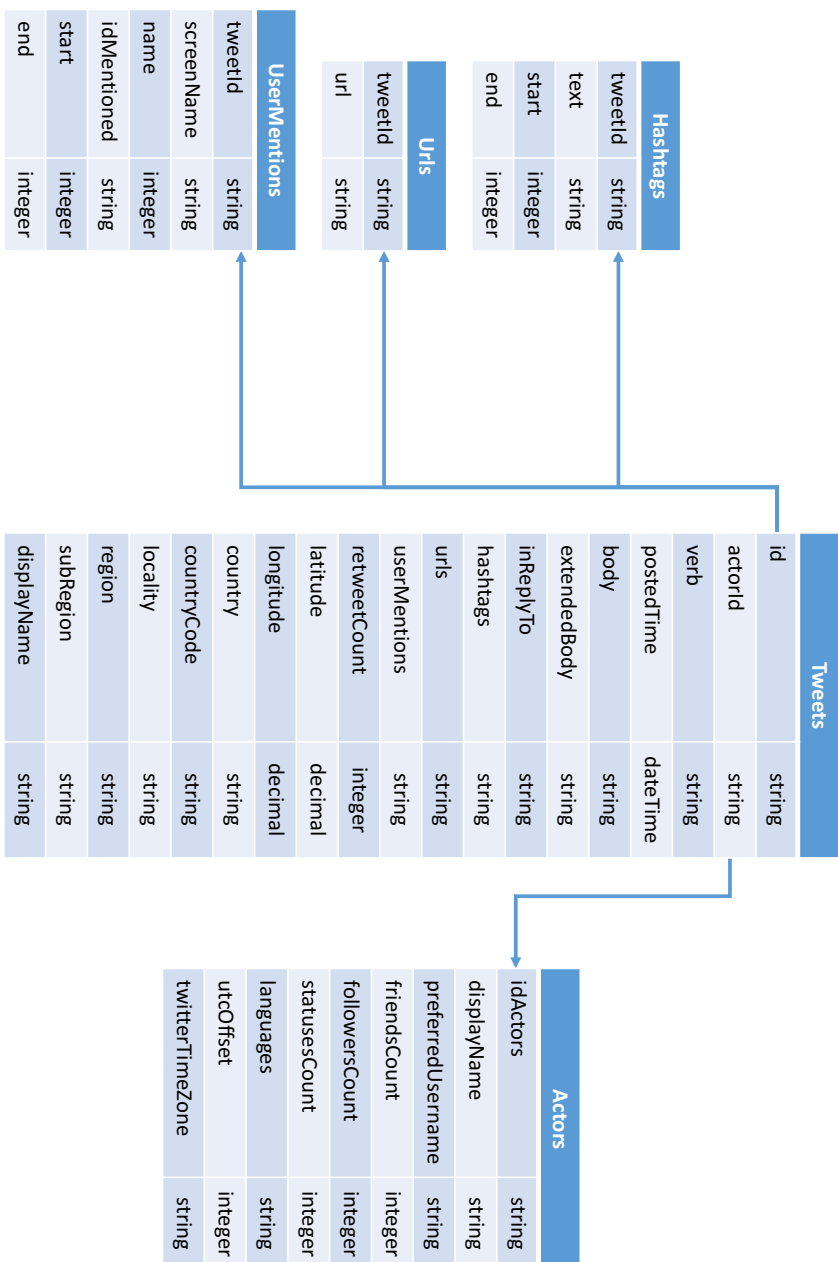 Hashtags
tweetId string
text string
start integer
end integer
Urls
tweetId string
url string
UserMentions
tweetId string
screenName string
name integer
idMentioned string
start integer
end integer
Tweets
id string
actorId string
verb string
postedTime dateTime
body string
extendedBody string
inReplyTo string
hashtags string
urls string
userMentions string
retweetCount integer
latitude decimal
longitude decimal
country string
countryCode string
locality string
region string
subRegion string
displayName string
Actors
idActors string
displayName string
preferredUsername string
friendsCount integer
followersCount integer
statusesCount integer
languages string
utcOffset integer
twitterTimeZone string